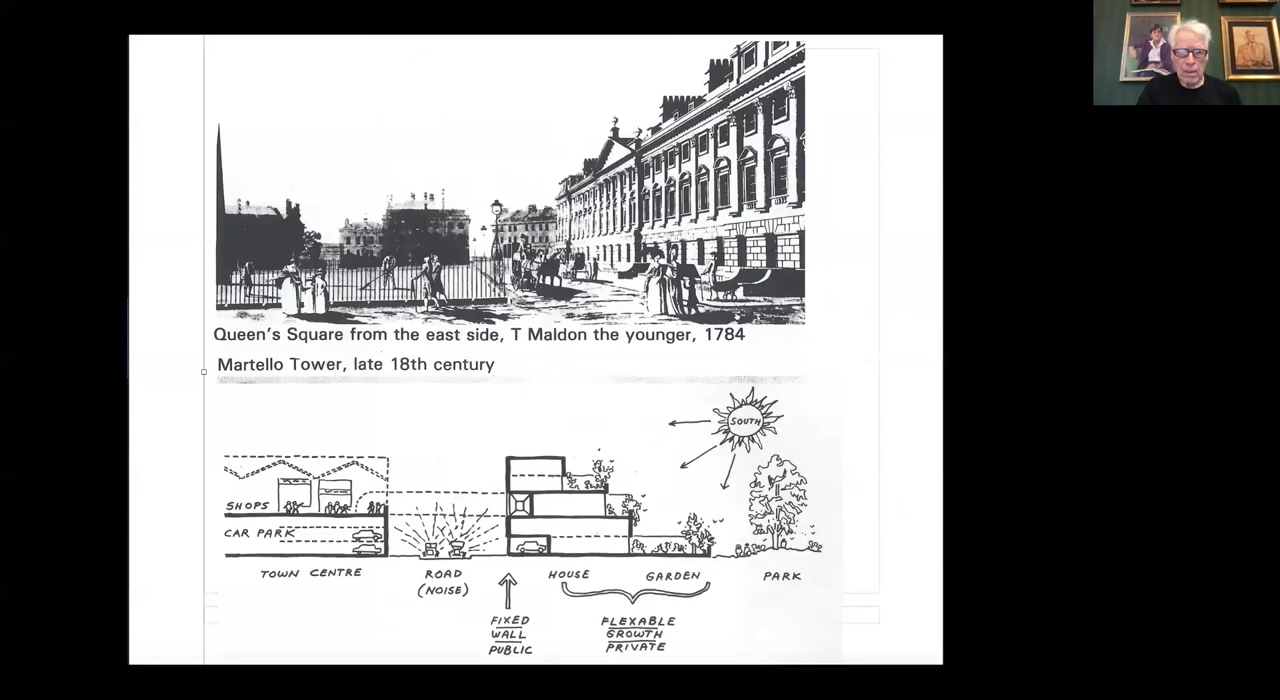 Queen's Square from the east side, T Maldon the younger, 1784
Martello Tower, late 18th century
SOUTH
SHOPS
CAR PARK
TOWN CENTRE
ROAD
(NOISE)
HOUSE
GARDEN
PARK
FIXED
WALL
PUBLIC
FLEXABLE
GROWTH
PRIVATE